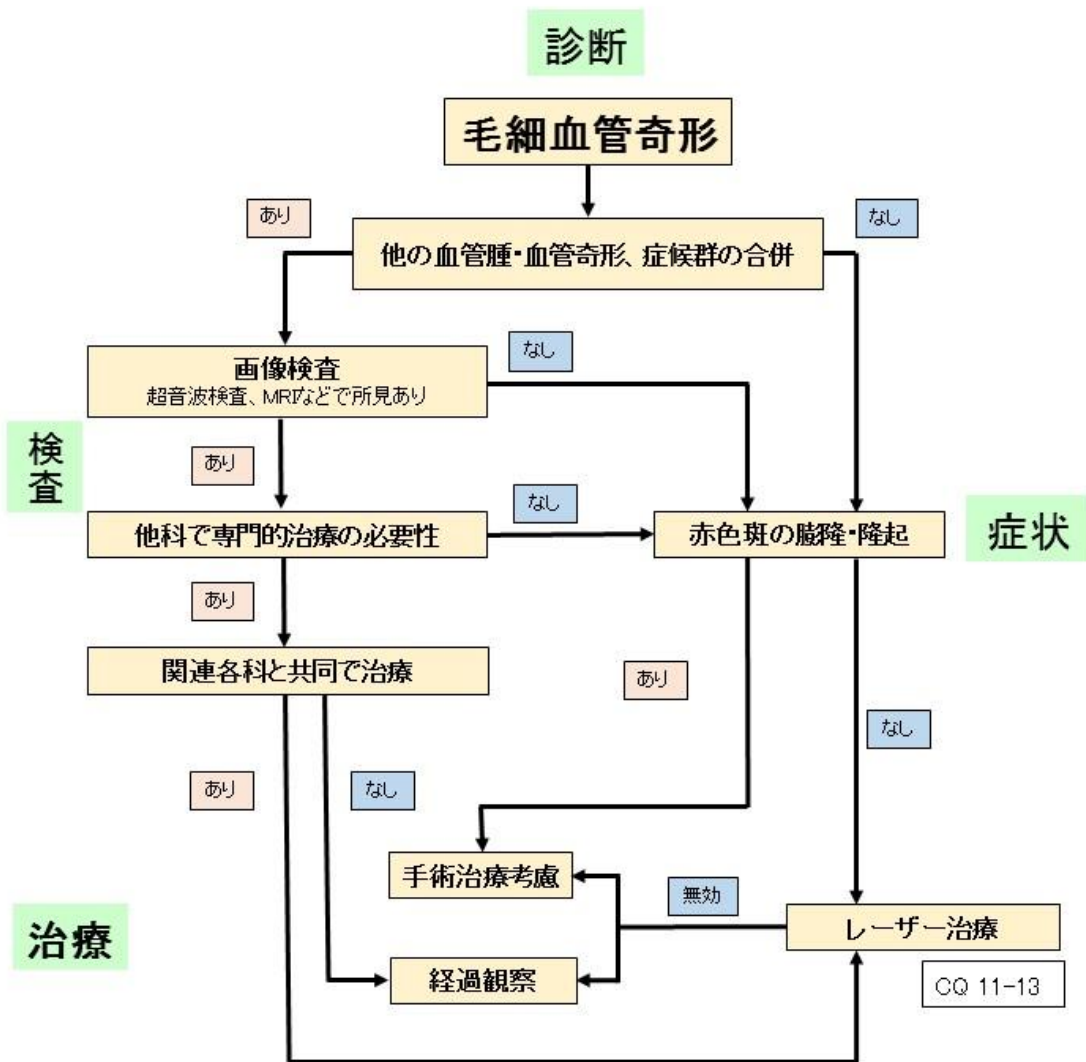 診断
毛細血管奇形
あり
なし
他の血管腫・血管奇形、症候群の合併
画像検査
超音波検査、MRIなどで所見あり
なし
検査
あり
他科で専門的治療の必要性
なし
赤色斑の膨隆・隆起
症状
あり
関連各科と共同で治療
あり
なし
あり
なし
手術治療考慮
無効
レーザー治療
治療
経過観察
CQ 11-13